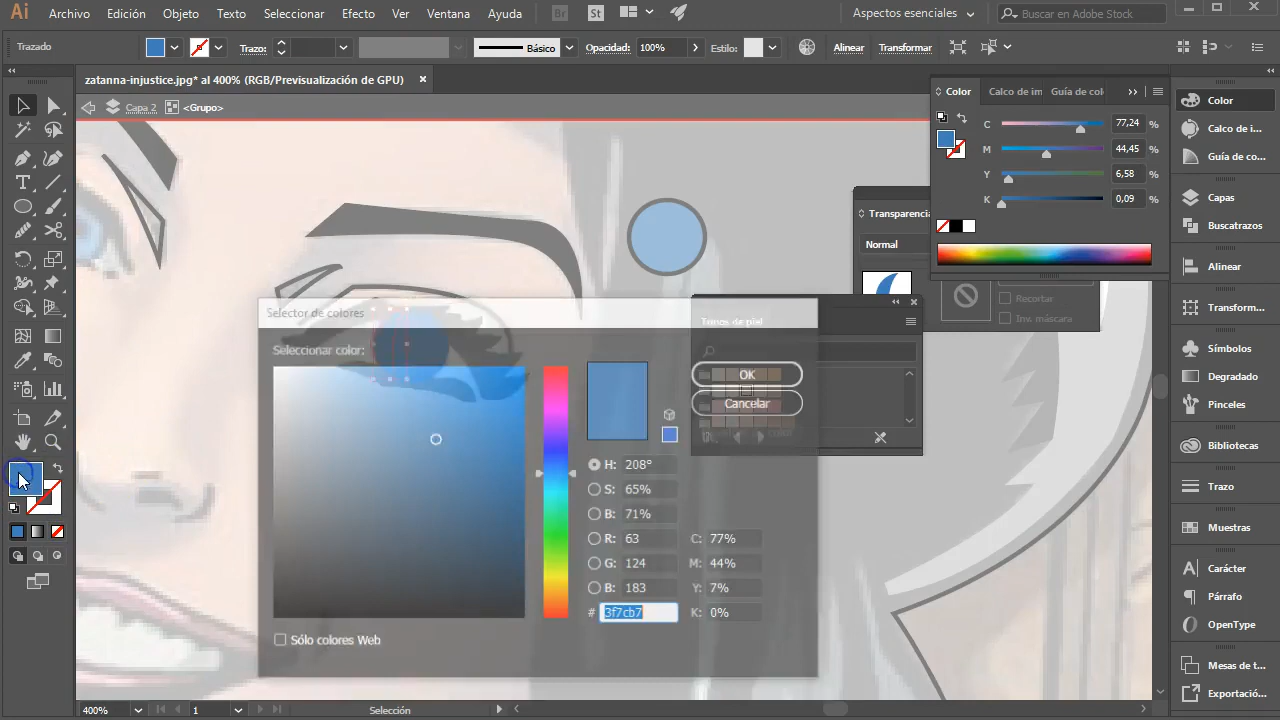 Ai Archivo Edición Objeto Texto Seleccionar Efecto Ver Ventana Ayuda Br St Aspectos esenciales Buscar en Adobe Stock
Trazado Trazo: Básico Opacidad: 100% Estilo: Alinear Transformar
zatanna-injustice.jpg* al 400% (RGB/Previsualización de GPU)
Capa 2 <Grupo>
Color Calco de im Guía de col
C 77,24 %
M 44,45 %
Y 6,58 %
K 0,09 %
Transparencia
Normal
Recortar
Inv. máscara
Selector de colores
Seleccionar color:
Tonos de piel
OK
Cancelar
H: 208°
S: 65%
B: 71%
R: 63
G: 124
B: 183
# 3f7cb7
C: 77%
M: 44%
Y: 7%
K: 0%
Sólo colores Web
Color
Calco de i...
Guía de co...
Capas
Buscatrazos
Alinear
Transform...
Símbolos
Degradado
Pinceles
Bibliotecas
Trazo
Muestras
Carácter
Párrafo
OpenType
Mesas de t...
Exportació...
400% 1 Selección